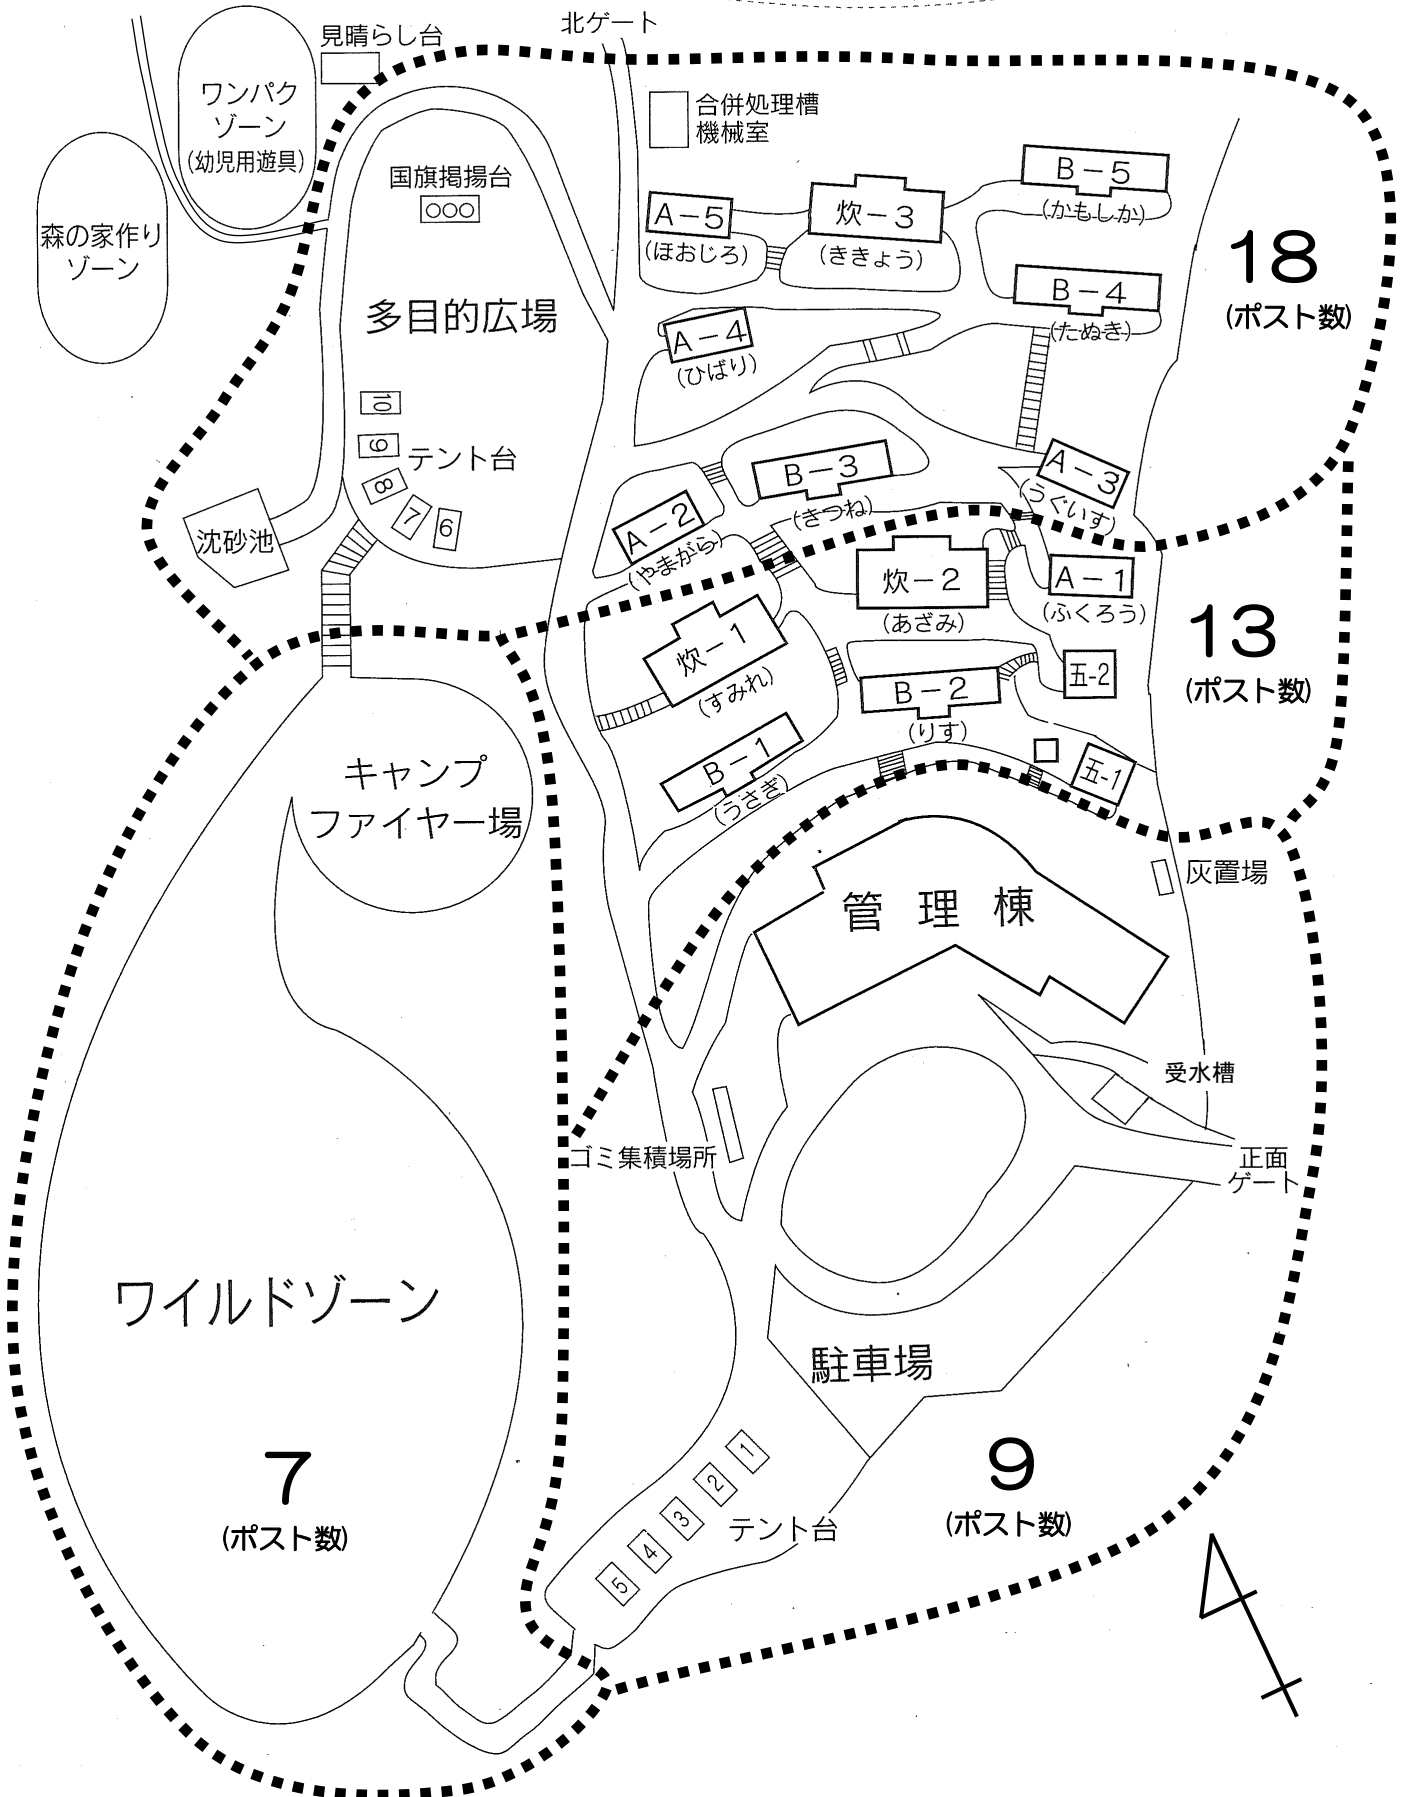 北ゲート
見晴らし台
ワンパク
ゾーン
(幼児用遊具)
合併処理槽
機械室
国旗掲揚台
森の家作り
ゾーン
A－5
(ほおじろ)
炊－3
(ききょう)
B－5
(かもしか)
18
(ポスト数)
B－4
(たぬき)
多目的広場
A－4
(ひばり)
10
9
8
7
6
テント台
B－3
(きつね)
A－3
(うぐいす)
沈砂池
A－2
(やまがら)
炊－2
(あざみ)
A－1
(ふくろう)
13
(ポスト数)
炊－1
(すみれ)
B－2
(りす)
五-2
B－1
(うさぎ)
五-1
キャンプ
ファイヤー場
灰置場
管理棟
受水槽
ゴミ集積場所
正面
ゲート
ワイルドゾーン
駐車場
7
(ポスト数)
9
(ポスト数)
1
2
3
4
5
テント台